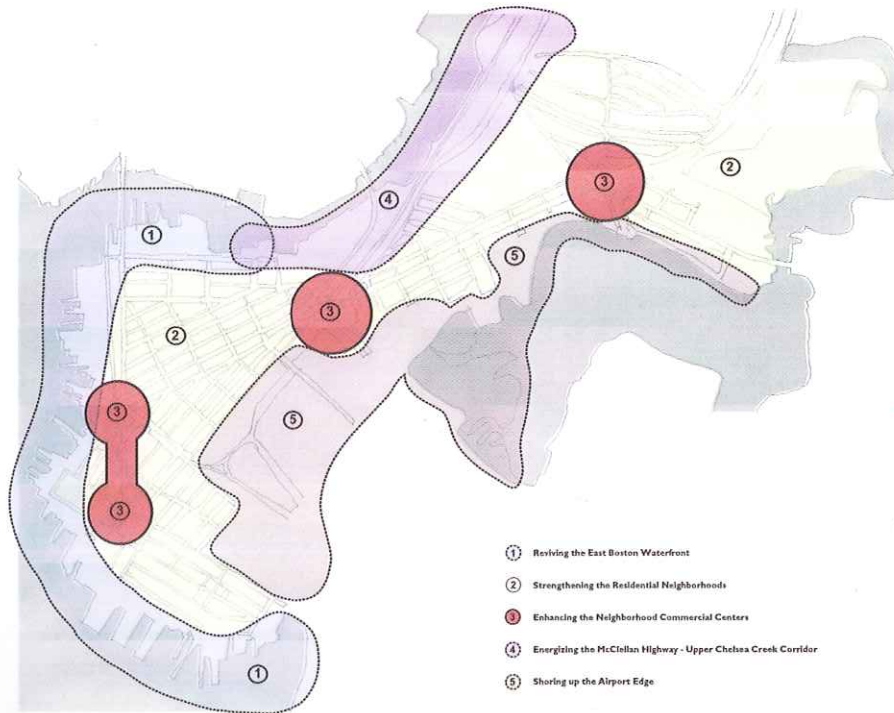 3
2
4
1
5
3
2
3
5
3
1
1 Reviving the East Boston Waterfront
2 Strengthening the Residential Neighborhoods
3 Enhancing the Neighborhood Commercial Centers
4 Energizing the McClellan Highway - Upper Chelsea Creek Corridor
5 Shoring up the Airport Edge